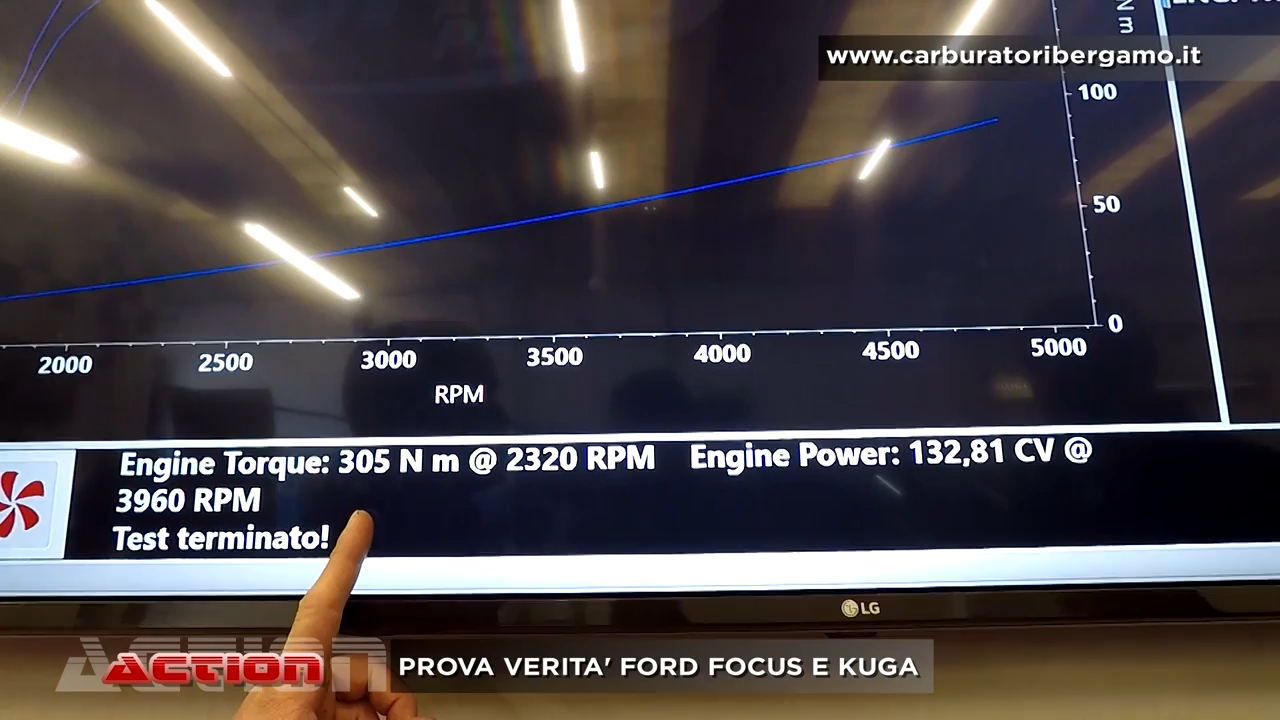 www.carburatoribergamo.it
N m
100
50
0
2000 2500 3000 3500 4000 4500 5000
RPM
Engine Torque: 305 N m @ 2320 RPM Engine Power: 132,81 CV @
3960 RPM
Test terminato!
LG
ACTION
PROVA VERITA' FORD FOCUS E KUGA